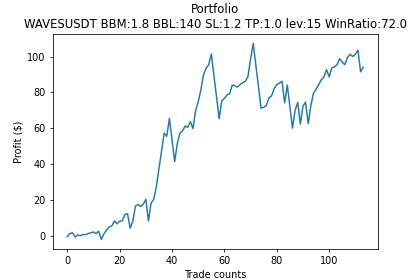 Portfolio
WAVESUSDT BBM:1.8 BBL:140 SL:1.2 TP:1.0 lev:15 WinRatio:72.0
Profit ($)
100
80
60
40
20
0
0 20 40 60 80 100
Trade counts